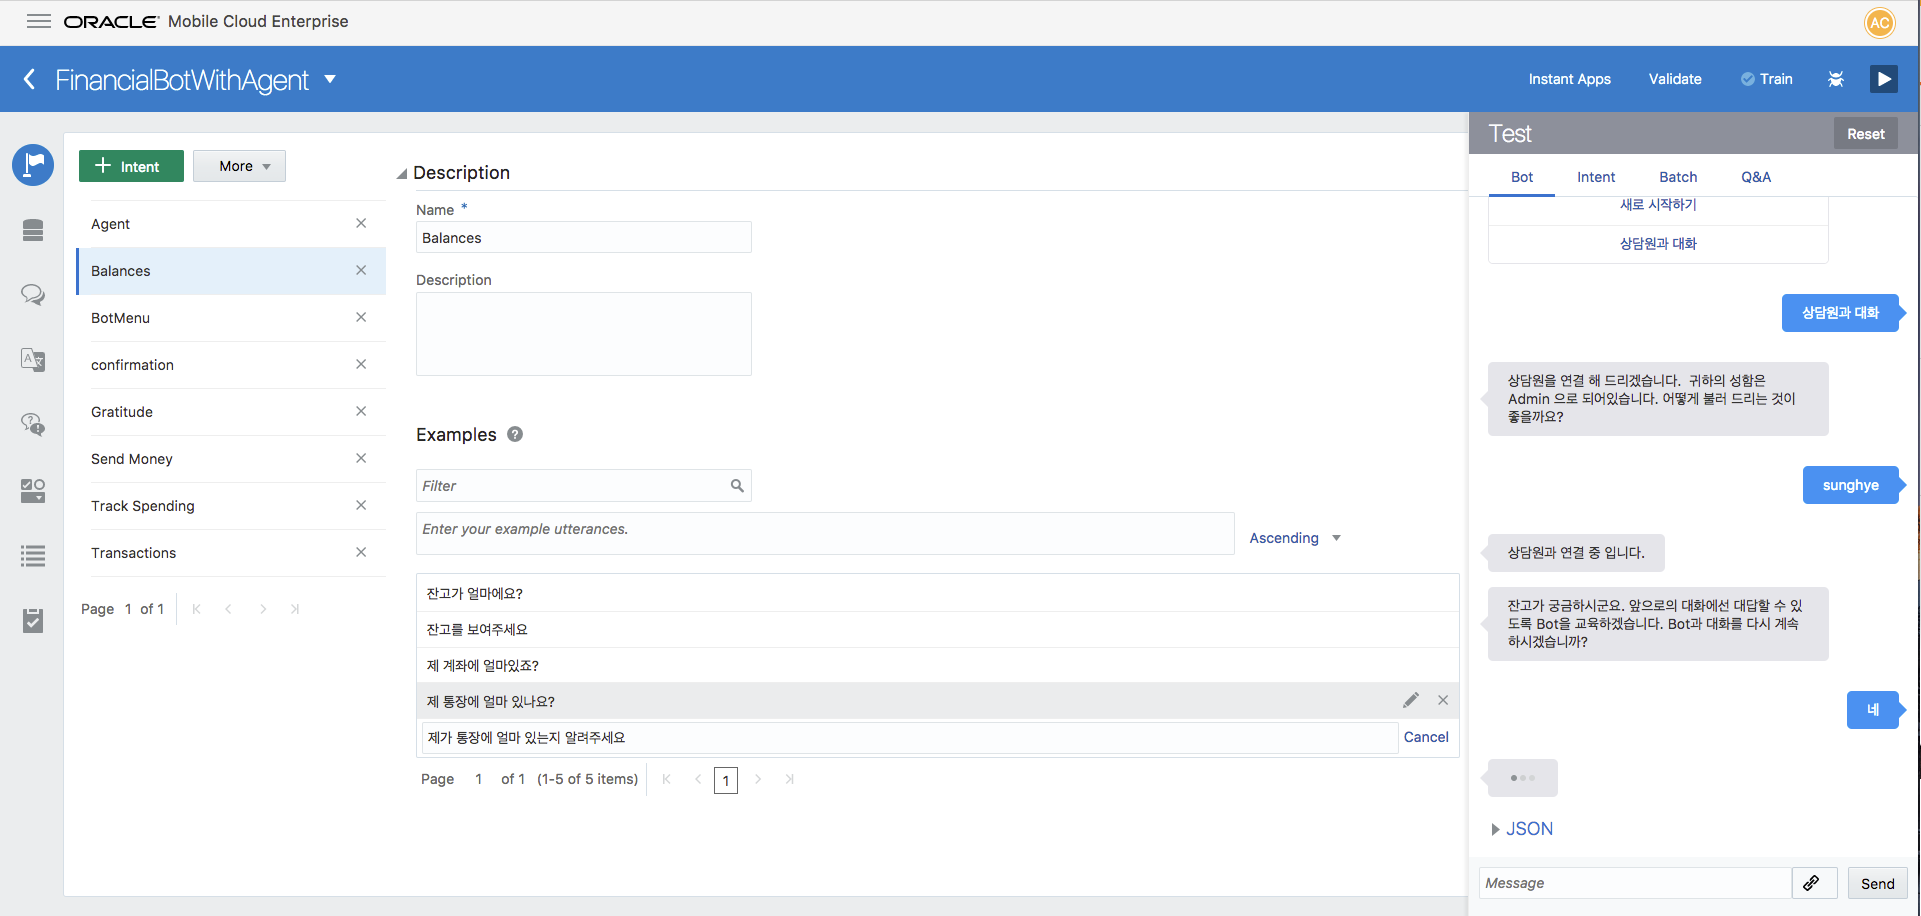 ORACLE Mobile Cloud Enterprise
AC
FinancialBotWithAgent
Instant Apps
Validate
Train
Intent
More
Agent
Balances
BotMenu
confirmation
Gratitude
Send Money
Track Spending
Transactions
Page 1 of 1
Description
Name *
Balances
Description
Examples ?
Filter
Enter your example utterances.
Ascending
잔고가 얼마에요?
잔고를 보여주세요
제 계좌에 얼마있죠?
제 통장에 얼마 있나요?
제가 통장에 얼마 있는지 알려주세요
Cancel
Page 1 of 1 (1-5 of 5 items) 1
Test
Reset
Bot
Intent
Batch
Q&A
새로 시작하기
상담원과 대화
상담원과 대화
상담원을 연결 해 드리겠습니다. 귀하의 성함은
Admin 으로 되어있습니다. 어떻게 불러 드리는 것이
좋을까요?
sunghye
상담원과 연결 중 입니다.
잔고가 궁금하시군요. 앞으로의 대화에선 대답할 수 있
도록 Bot을 교육하겠습니다. Bot과 대화를 다시 계속
하시겠습니까?
네
JSON
Message
Send